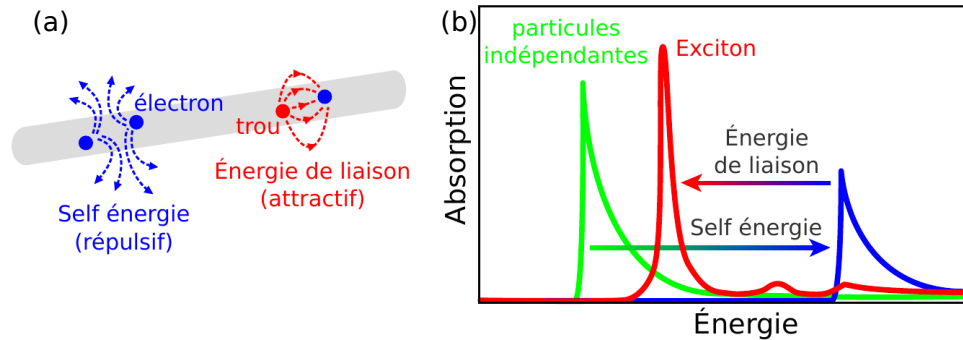 (a)
électron
trou
Self énergie
(répulsif)
Énergie de liaison
(attractif)
(b)
particules
indépendantes
Exciton
Énergie
de liaison
Self énergie
Absorption
Énergie